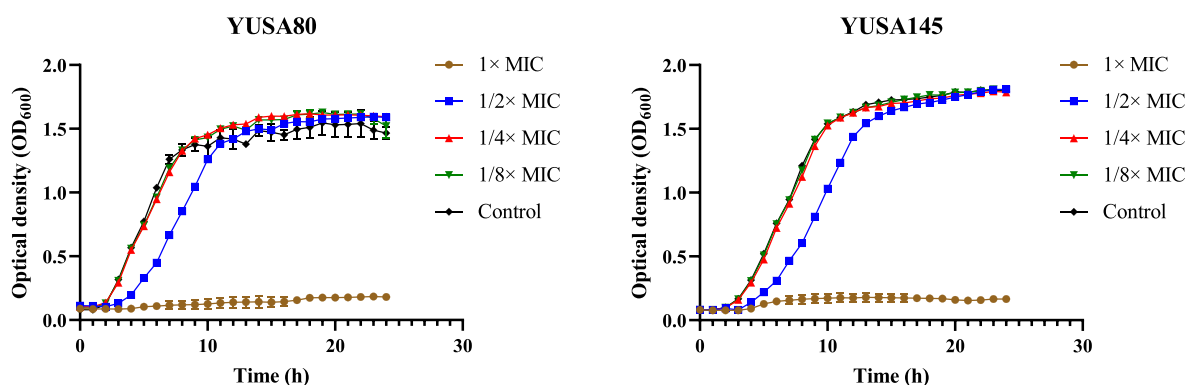 YUSA80
2.0
1.5
1.0
0.5
0.0
0
10
20
30
Optical density (OD600)
Time (h)
1× MIC
1/2× MIC
1/4× MIC
1/8× MIC
Control
YUSA145
2.0
1.5
1.0
0.5
0.0
0
10
20
30
Optical density (OD600)
Time (h)
1× MIC
1/2× MIC
1/4× MIC
1/8× MIC
Control